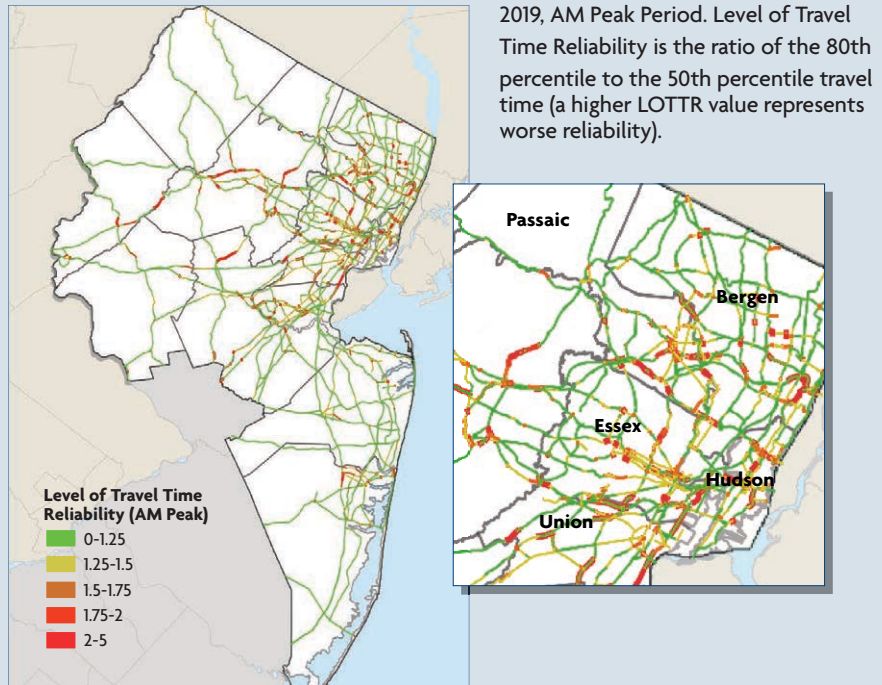 2019, AM Peak Period. Level of Travel
Time Reliability is the ratio of the 80th
percentile to the 50th percentile travel
time (a higher LOTTR value represents
worse reliability).
Passaic
Bergen
Essex
Hudson
Union
Level of Travel Time
Reliability (AM Peak)
0-1.25
1.25-1.5
1.5-1.75
1.75-2
2-5